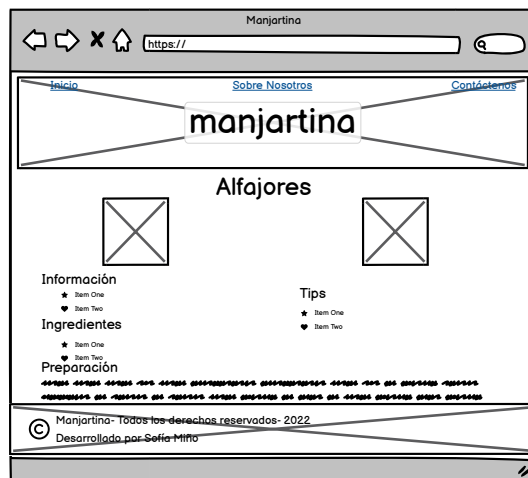 Manjartina
https://
Inicio
Sobre Nosotros
Contáctenos
manjartina
Alfajores
Información
Item One
Item Two
Tips
Item One
Item Two
Ingredientes
Item One
Item Two
Preparación
© Manjartina- Todos los derechos reservados- 2022
Desarrollado por Sofía Miño